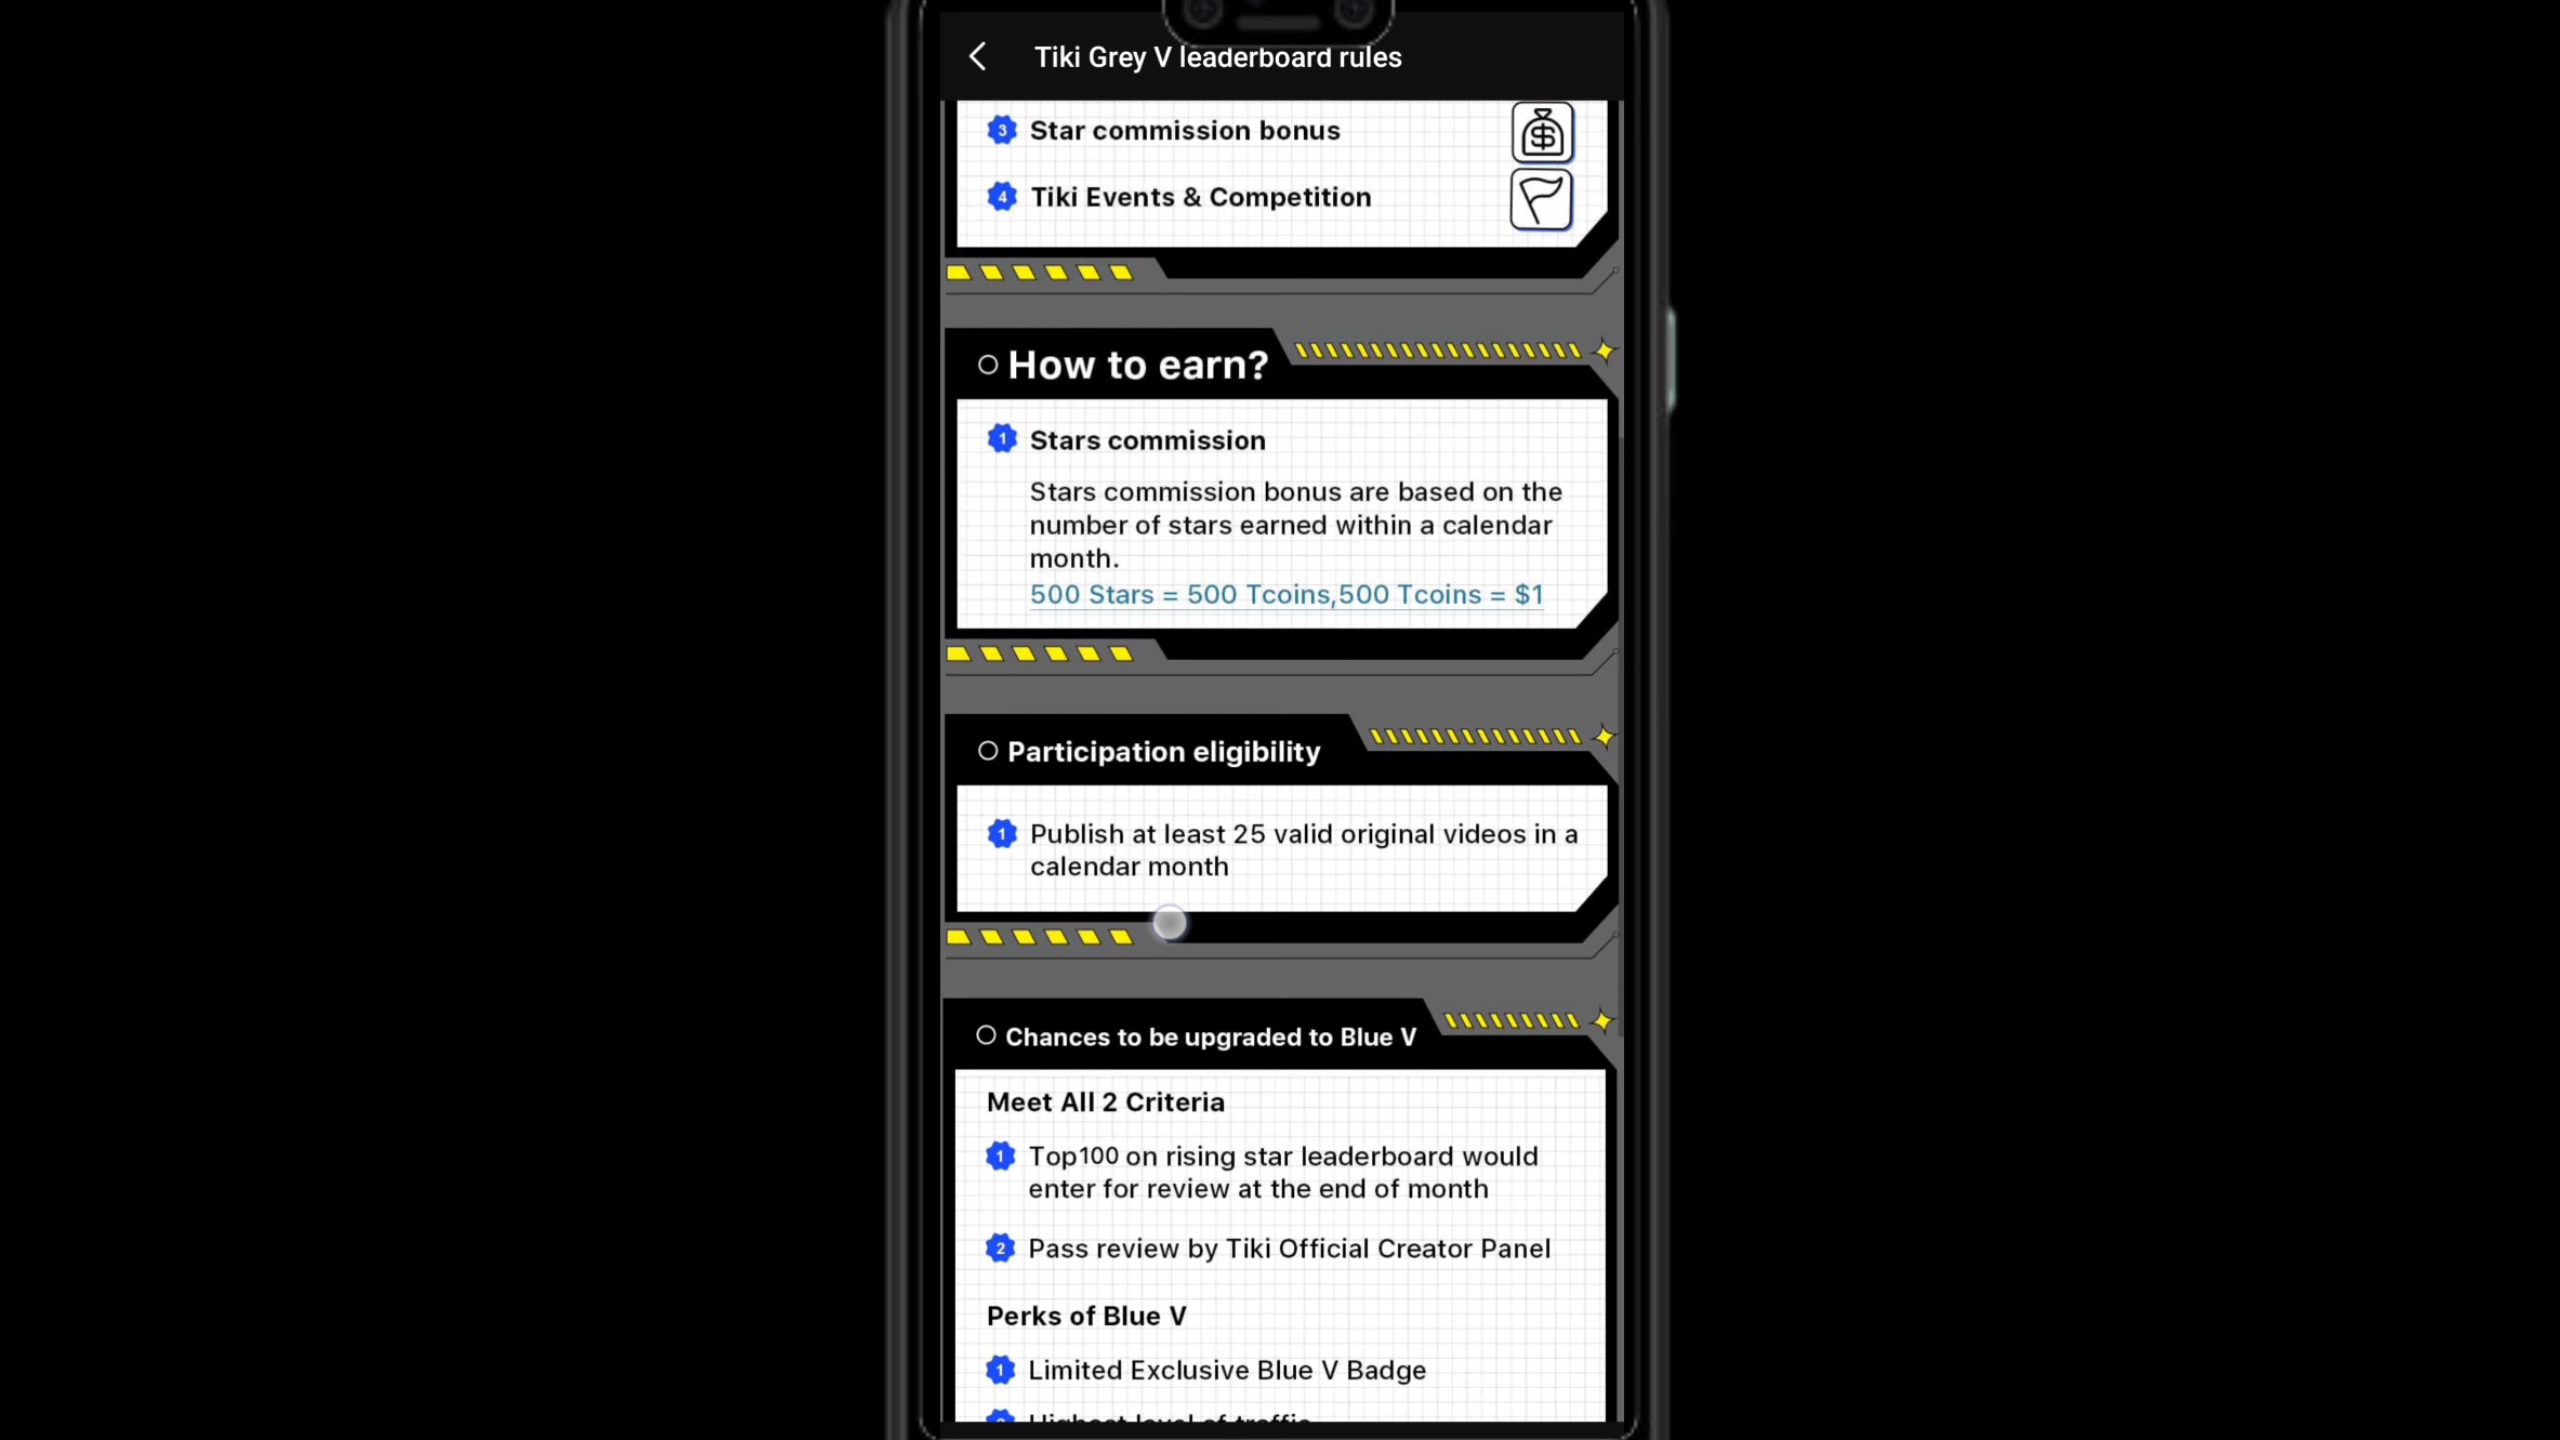 Tiki Grey V leaderboard rules
3 Star commission bonus
$
4 Tiki Events & Competition
How to earn?
1 Stars commission
Stars commission bonus are based on the
number of stars earned within a calendar
month.
500 Stars = 500 Tcoins,500 Tcoins = $1
Participation eligibility
1 Publish at least 25 valid original videos in a
calendar month
Chances to be upgraded to Blue V
Meet All 2 Criteria
1 Top100 on rising star leaderboard would
enter for review at the end of month
2 Pass review by Tiki Official Creator Panel
Perks of Blue V
1 Limited Exclusive Blue V Badge
Highest level of traffic